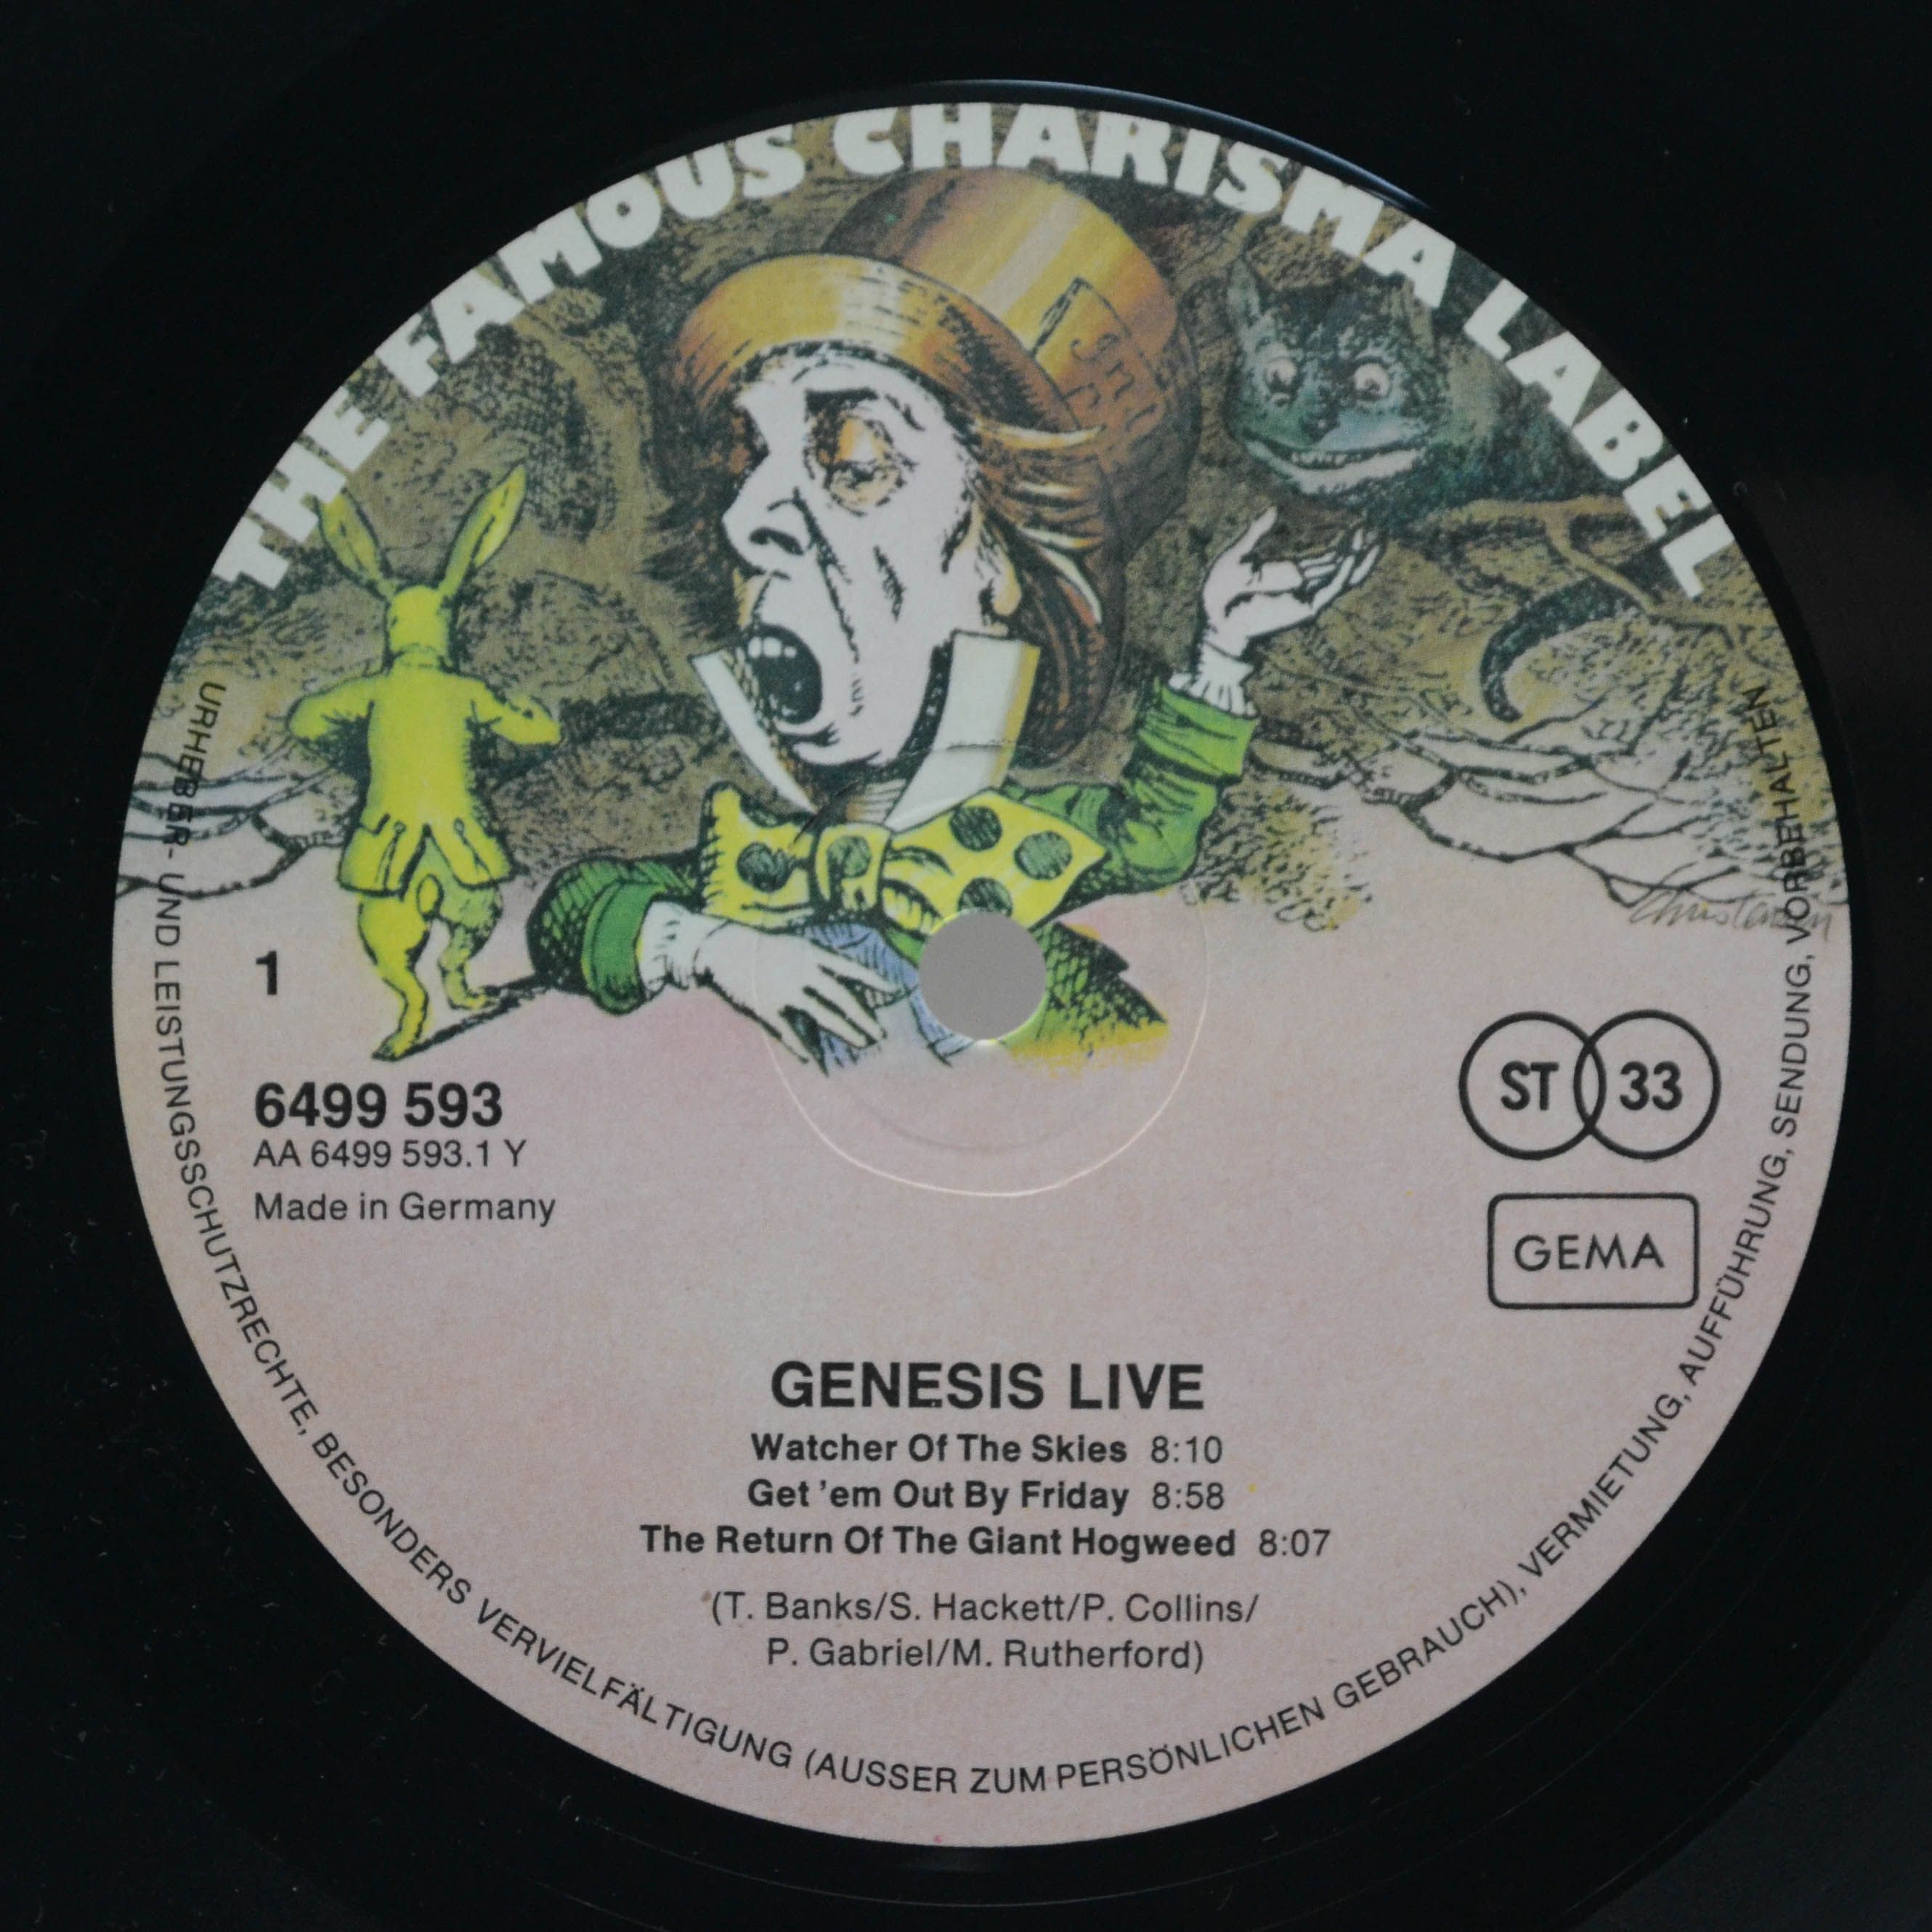 THE FAMOUS CHARISMA LABEL
1
6499 593
AA 6499 593.1 Y
Made in Germany
ST 33
GEMA
GENESIS LIVE
Watcher Of The Skies 8:10
Get 'em Out By Friday 8:58
The Return Of The Giant Hogweed 8:07
(T. Banks/S. Hackett/P. Collins/
P. Gabriel/M. Rutherford)
URHEBER- UND LEISTUNGSSCHUTZRECHTE, BESONDERS VERVIELFÄLTIGUNG (AUSSER ZUM PERSÖNLICHEN GEBRAUCH), VERMIETUNG, AUFFÜHRUNG, SENDUNG, VORBEHALTEN